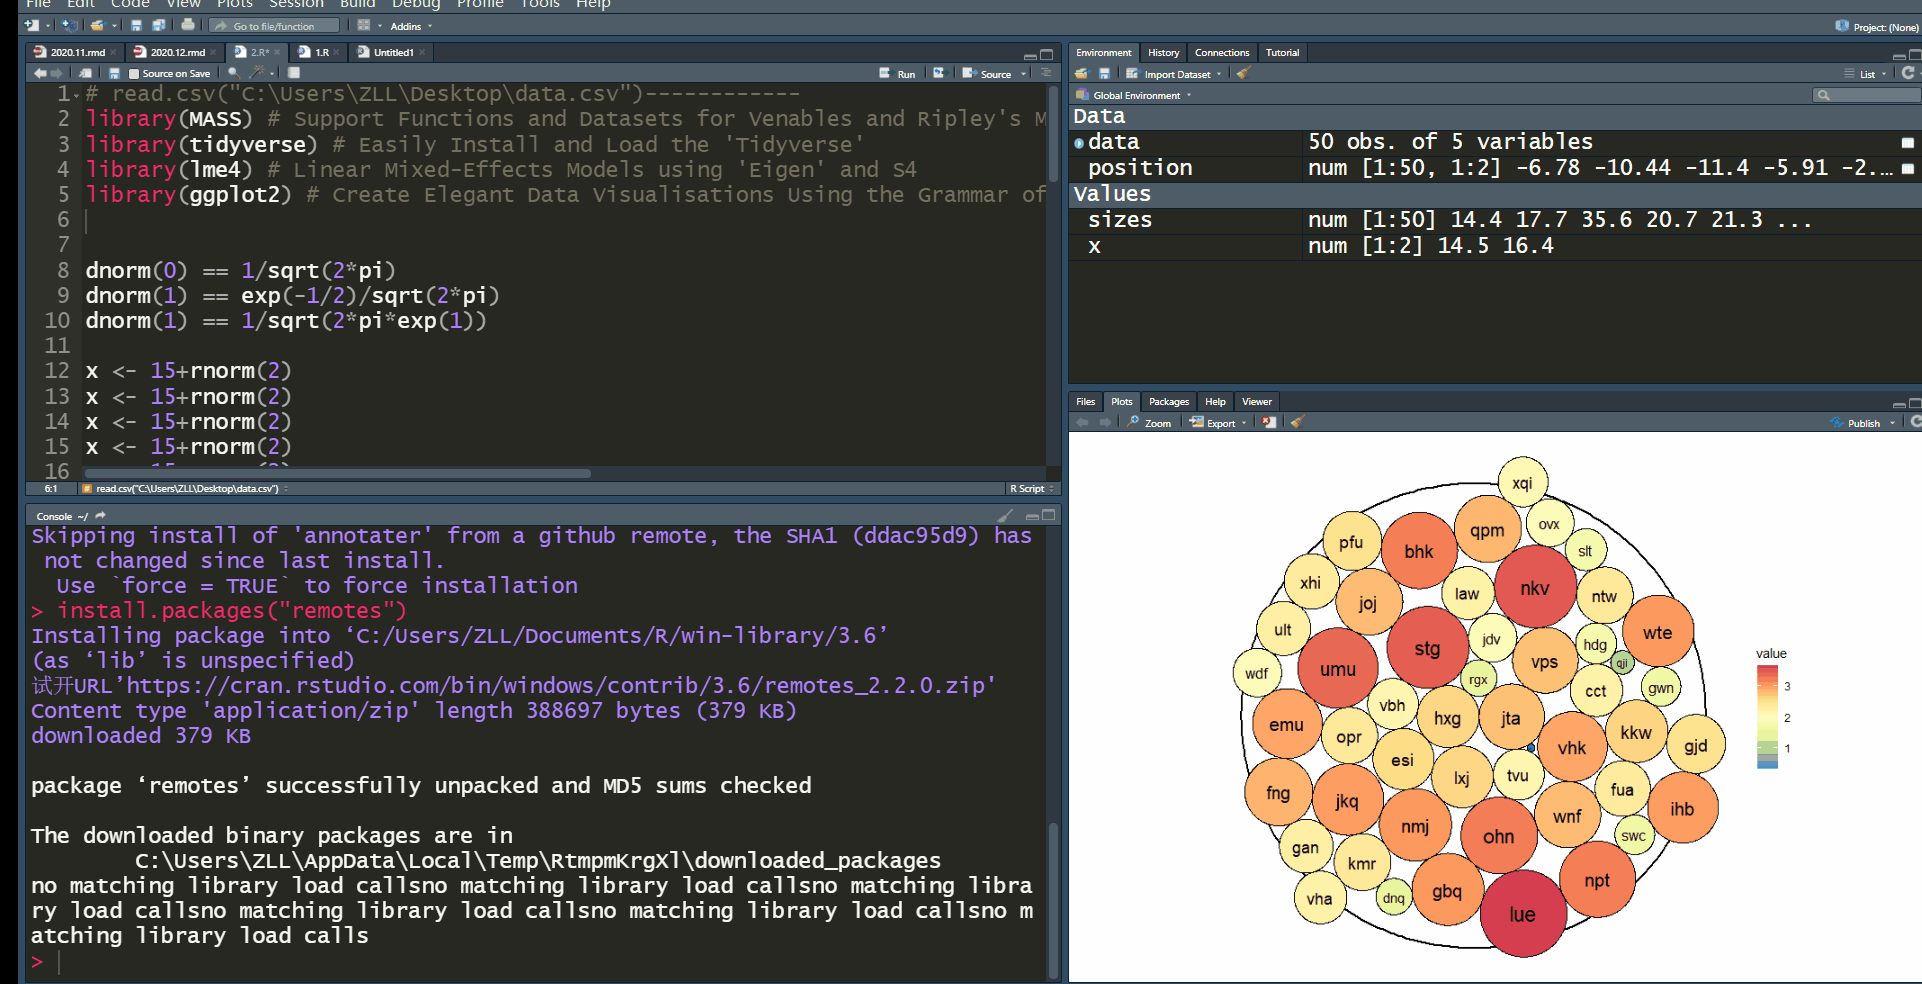 File Edit Code View Plots Session Build Debug Profile Tools Help
Go to file/function Addins Project: (None)
2020.11.rmd 2020.12.rmd 2.R* 1.R Untitled1
Source on Save Run Source
1 # read.csv("C:\Users\ZLL\Desktop\data.csv")------------
2 library(MASS) # Support Functions and Datasets for Venables and Ripley's M
3 library(tidyverse) # Easily Install and Load the 'Tidyverse'
4 library(lme4) # Linear Mixed-Effects Models using 'Eigen' and S4
5 library(ggplot2) # Create Elegant Data Visualisations Using the Grammar of
6
7
8 dnorm(0) == 1/sqrt(2*pi)
9 dnorm(1) == exp(-1/2)/sqrt(2*pi)
10 dnorm(1) == 1/sqrt(2*pi*exp(1))
11
12 x <- 15+rnorm(2)
13 x <- 15+rnorm(2)
14 x <- 15+rnorm(2)
15 x <- 15+rnorm(2)
16
6:1 read.csv("C:\Users\ZLL\Desktop\data.csv") R Script
Console ~/
Skipping install of 'annotater' from a github remote, the SHA1 (ddac95d9) has
not changed since last install.
Use `force = TRUE` to force installation
> install.packages("remotes")
Installing package into ‘C:/Users/ZLL/Documents/R/win-library/3.6’
(as ‘lib’ is unspecified)
试开URL’https://cran.rstudio.com/bin/windows/contrib/3.6/remotes_2.2.0.zip'
Content type 'application/zip' length 388697 bytes (379 KB)
downloaded 379 KB
package ‘remotes’ successfully unpacked and MD5 sums checked
The downloaded binary packages are in
C:\Users\ZLL\AppData\Local\Temp\RtmpmKrgXl\downloaded_packages
no matching library load callsno matching library load callsno matching libra
ry load callsno matching library load callsno matching library load callsno m
atching library load calls
>
Environment History Connections Tutorial
Import Dataset List
Global Environment
Data
data 50 obs. of 5 variables
position num [1:50, 1:2] -6.78 -10.44 -11.4 -5.91 -2....
Values
sizes num [1:50] 14.4 17.7 35.6 20.7 21.3 ...
x num [1:2] 14.5 16.4
Files Plots Packages Help Viewer
Zoom Export Publish
xqi
pfu bhk qpm ovx
slt
xhi joj law nkv ntw
ult umu stg jdv vps hdg wte
qji
wdf rgx cct gwn
emu vbh hxg jta
opr esi vhk kkw gjd
fng jkq lxj tvu fua
nmj ohn wnf ihb
swc
gan kmr
vha dnq gbq lue npt
value
3
2
1